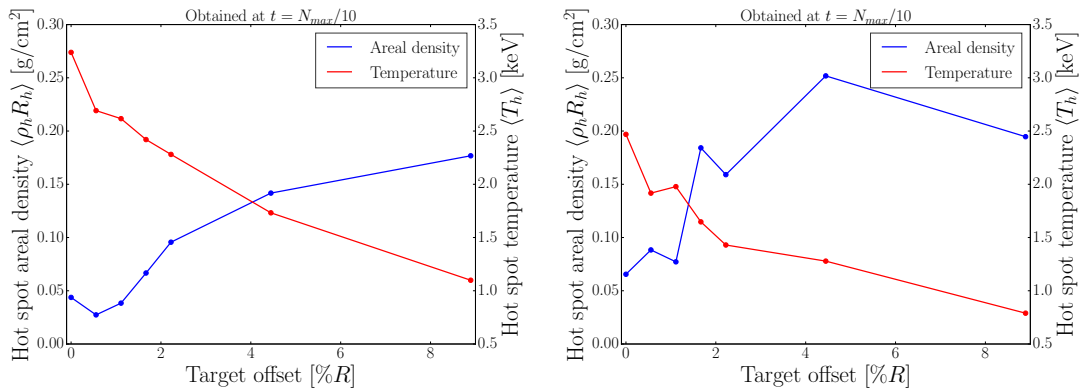 Obtained at t = N_max/10
Hot spot areal density ⟨ρ_h R_h⟩ [g/cm²]
0.30
0.25
0.20
0.15
0.10
0.05
0.00
Areal density
Temperature
3.5
3.0
2.5
2.0
1.5
1.0
0.5
Hot spot temperature ⟨T_h⟩ [keV]
0 2 4 6 8
Target offset [%R]
Obtained at t = N_max/10
Hot spot areal density ⟨ρ_h R_h⟩ [g/cm²]
0.30
0.25
0.20
0.15
0.10
0.05
0.00
Areal density
Temperature
3.5
3.0
2.5
2.0
1.5
1.0
0.5
Hot spot temperature ⟨T_h⟩ [keV]
0 2 4 6 8
Target offset [%R]